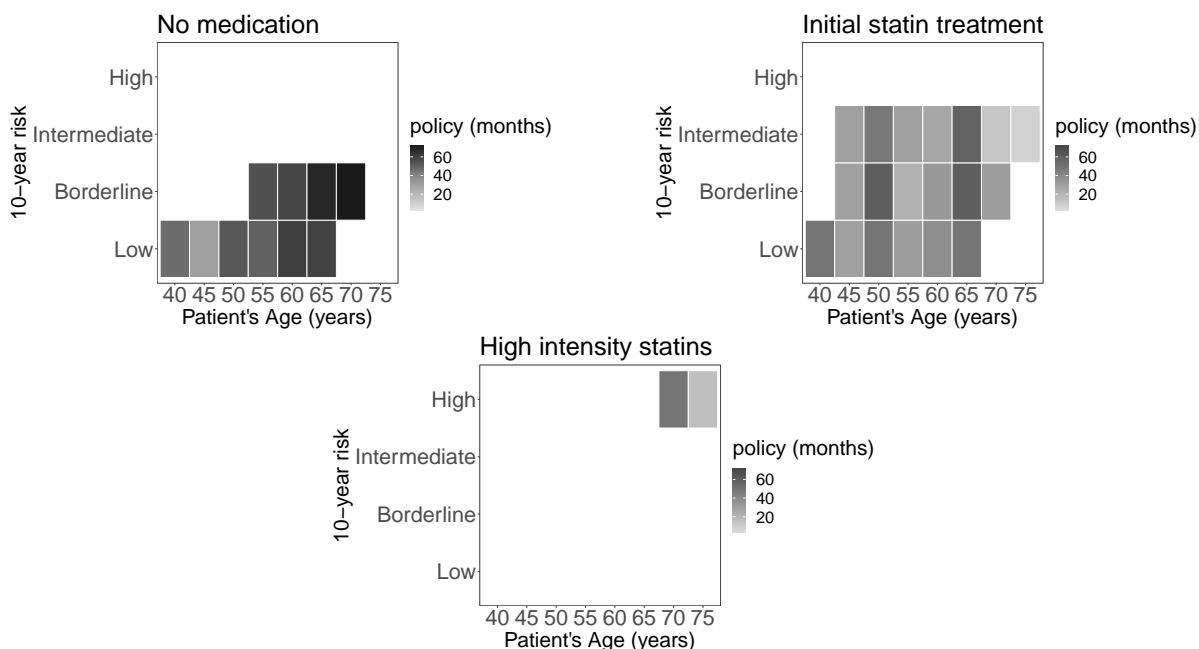 No medication
High
Intermediate
Borderline
Low
10−year risk
40 45 50 55 60 65 70 75
Patient's Age (years)
policy (months)
60
40
20
Initial statin treatment
High
Intermediate
Borderline
Low
10−year risk
40 45 50 55 60 65 70 75
Patient's Age (years)
policy (months)
60
40
20
High intensity statins
High
Intermediate
Borderline
Low
10−year risk
40 45 50 55 60 65 70 75
Patient's Age (years)
policy (months)
60
40
20